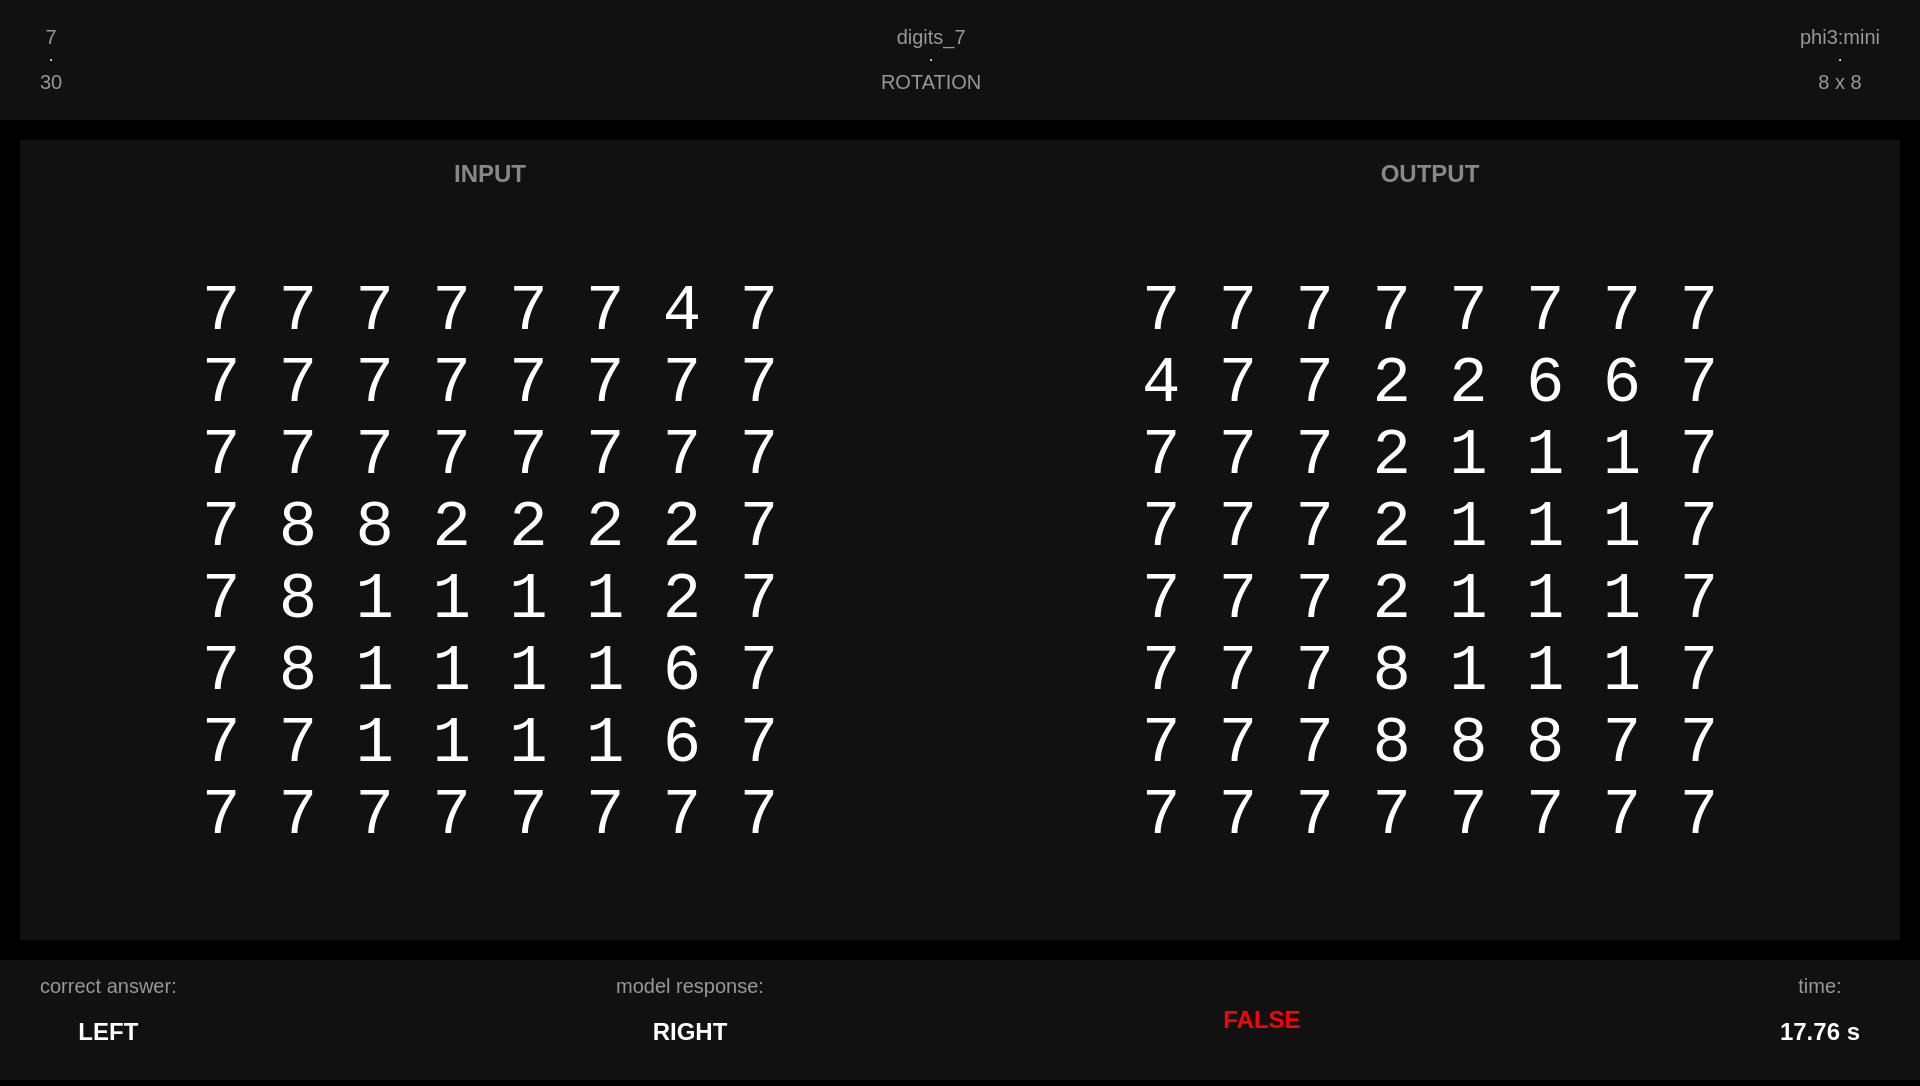 7
·
30
digits_7
·
ROTATION
phi3:mini
·
8 x 8
INPUT
7 7 7 7 7 7 4 7
7 7 7 7 7 7 7 7
7 7 7 7 7 7 7 7
7 8 8 2 2 2 2 7
7 8 1 1 1 1 2 7
7 8 1 1 1 1 6 7
7 7 1 1 1 1 6 7
7 7 7 7 7 7 7 7
OUTPUT
7 7 7 7 7 7 7 7
4 7 7 2 2 6 6 7
7 7 7 2 1 1 1 7
7 7 7 2 1 1 1 7
7 7 7 2 1 1 1 7
7 7 7 8 1 1 1 7
7 7 7 8 8 8 7 7
7 7 7 7 7 7 7 7
correct answer:
LEFT
model response:
RIGHT
FALSE
time:
17.76 s